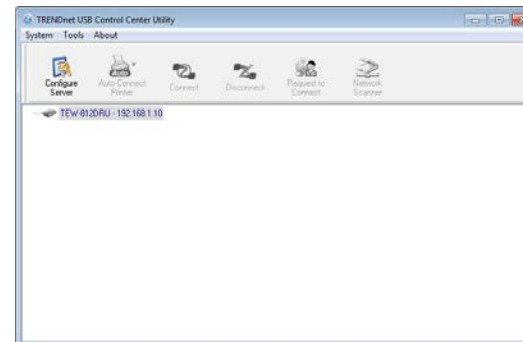 TRENDnet USB Control Center Utility
System Tools About
Configure Server
Auto-Connect Printer
Connect
Disconnect
Request to Connect
Network Scanner
TEW-812DRU - 192.168.1.10